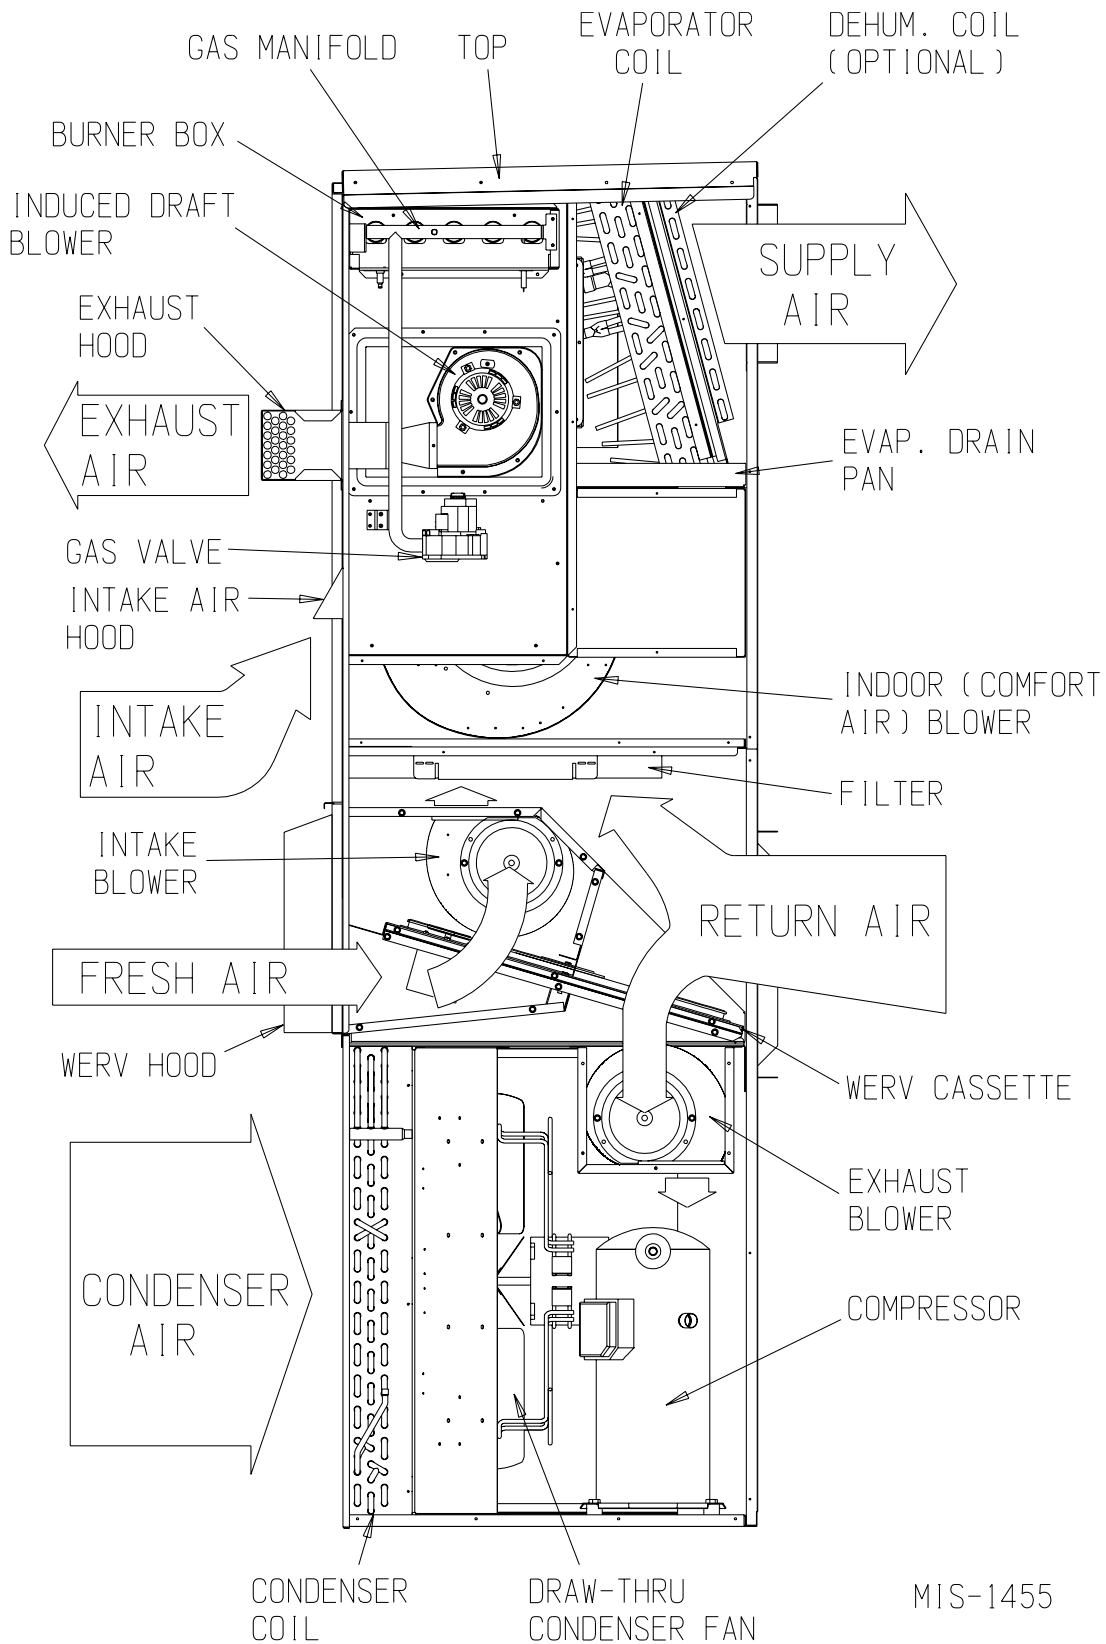 EVAPORATOR
COIL
DEHUM. COIL
(OPTIONAL)
GAS MANIFOLD
TOP
BURNER BOX
INDUCED DRAFT
BLOWER
SUPPLY
AIR
EXHAUST
HOOD
EXHAUST
AIR
EVAP. DRAIN
PAN
GAS VALVE
INTAKE AIR
HOOD
INTAKE
AIR
INDOOR (COMFORT
AIR) BLOWER
FILTER
INTAKE
BLOWER
RETURN AIR
FRESH AIR
WERV HOOD
WERV CASSETTE
EXHAUST
BLOWER
CONDENSER
AIR
COMPRESSOR
CONDENSER
COIL
DRAW-THRU
CONDENSER FAN
MIS-1455